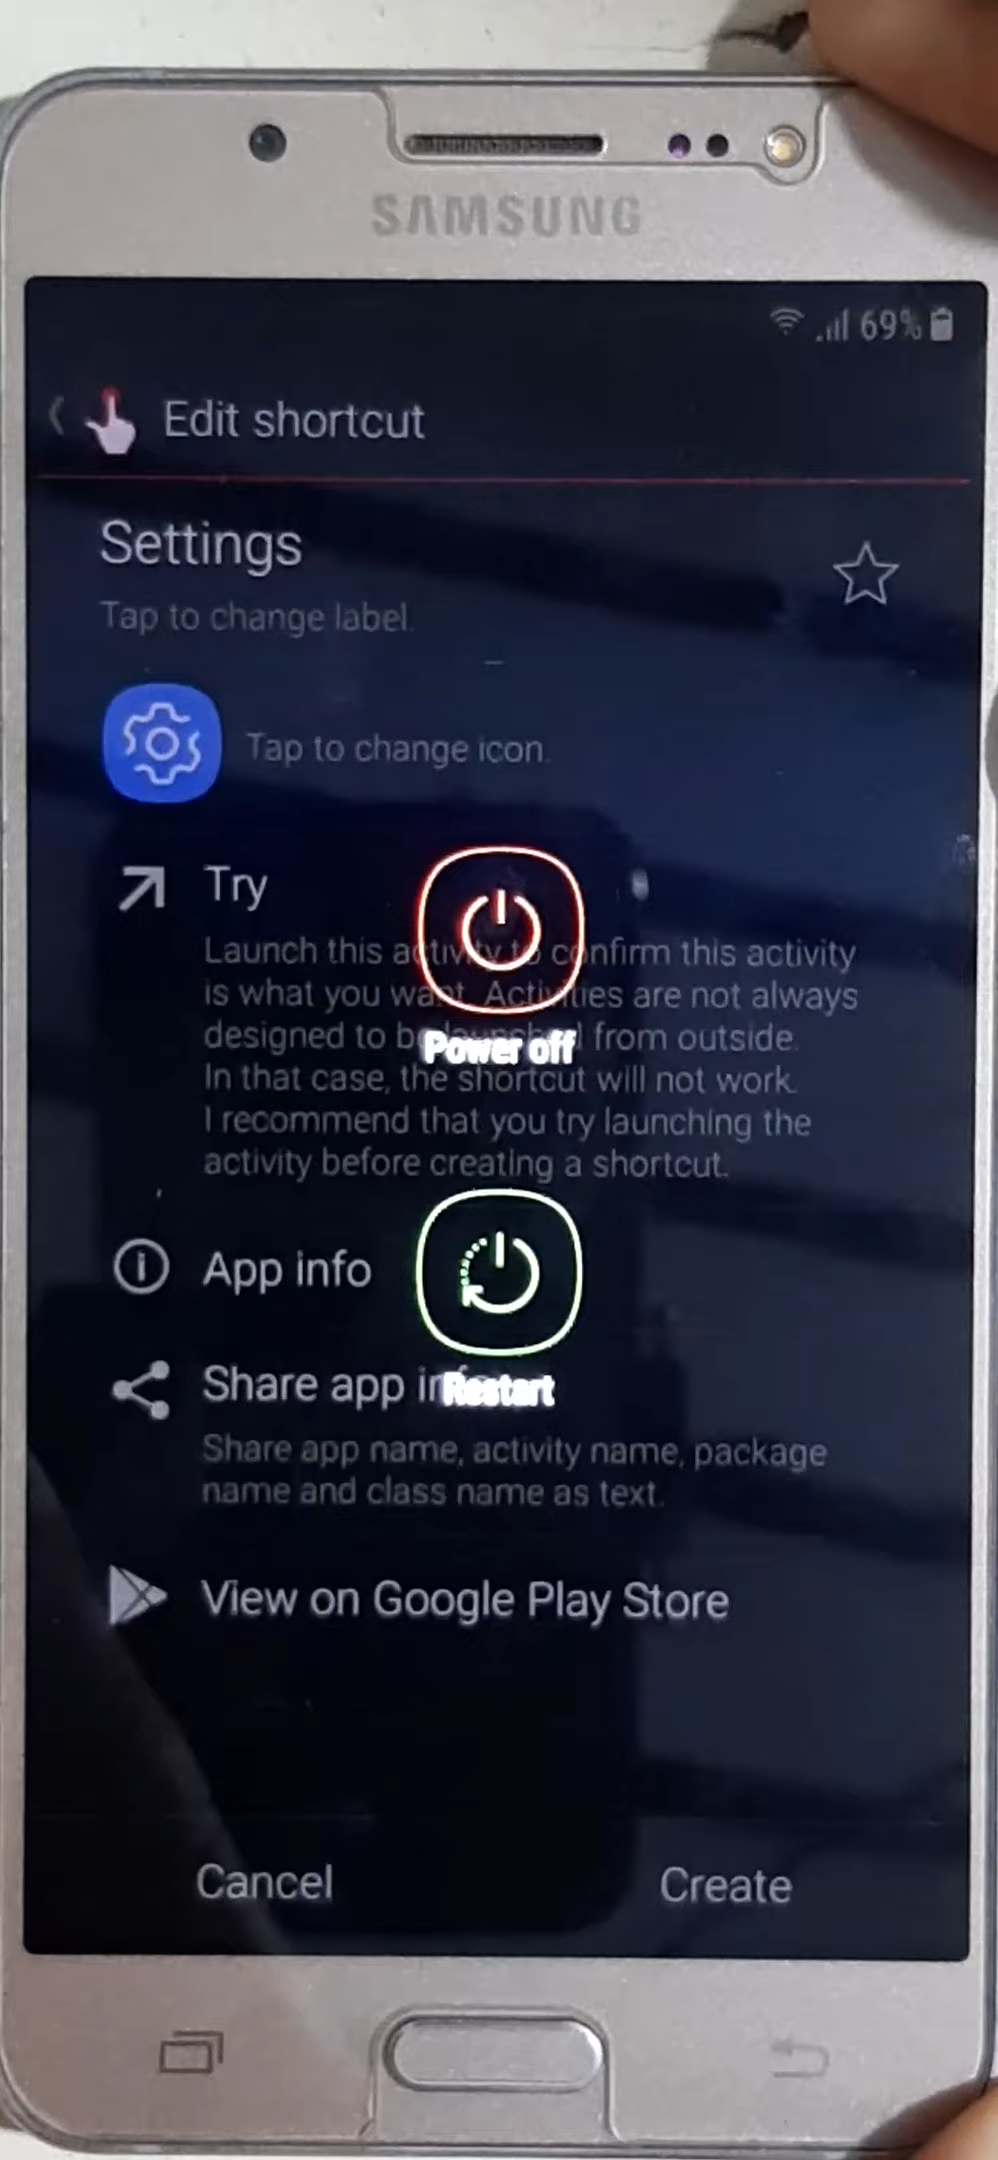 SAMSUNG
69%
Edit shortcut
Settings
Tap to change label.
Tap to change icon.
Try
Launch this activity to confirm this activity
is what you want. Activities are not always
designed to be launched from outside.
Power off
In that case, the shortcut will not work.
I recommend that you try launching the
activity before creating a shortcut.
App info
Share app info
Restart
Share app name, activity name, package
name and class name as text.
View on Google Play Store
Cancel
Create